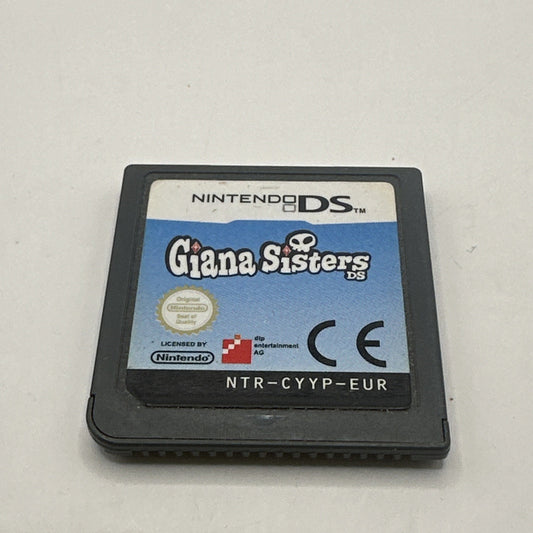 NINTENDO DS™
Giana Sisters
DS
Original
Nintendo
Seal of
Quality
LICENSED BY
Nintendo
dtp
entertainment
AG
CE
NTR-CYYP-EUR